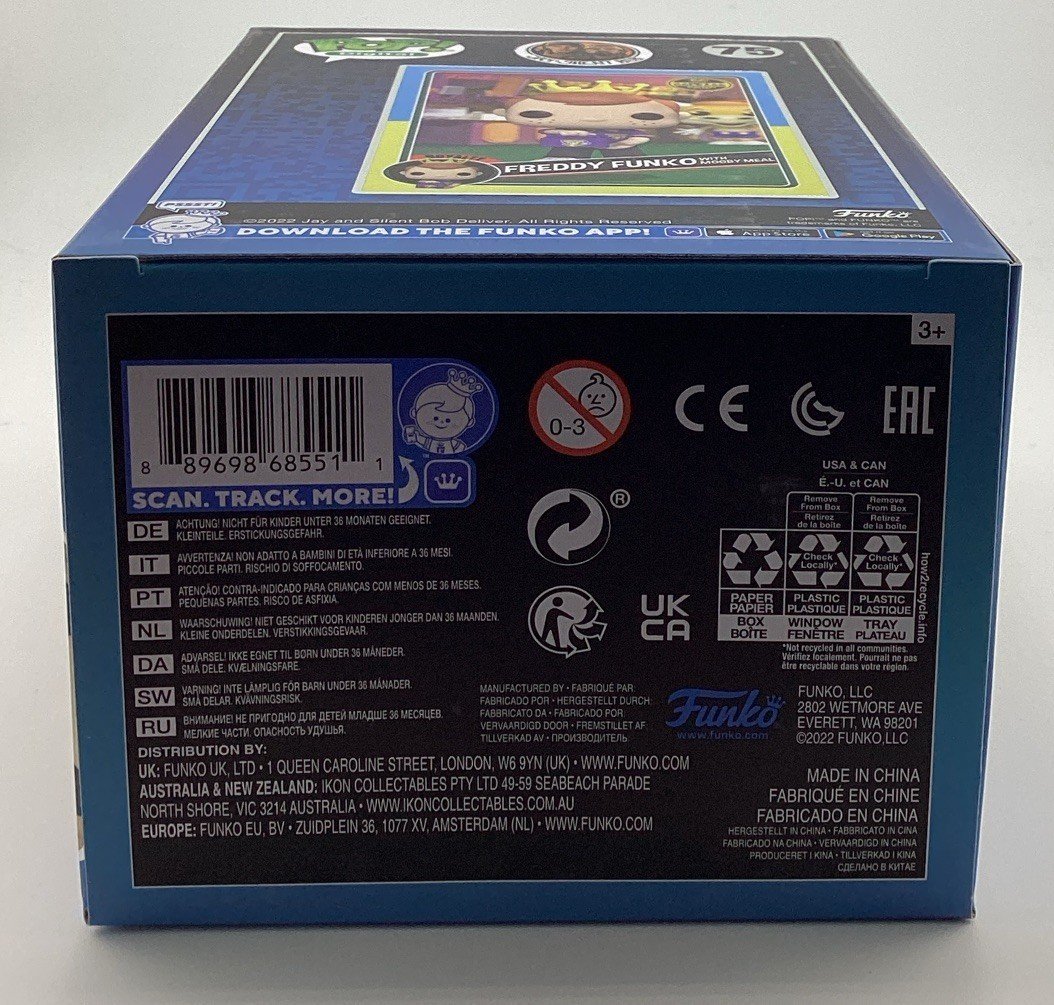 POP!
DIGITAL
75
FREDDY FUNKO WITH MOOBY MEAL
PSSST!
©2022 Jay and Silent Bob Deliver. All Rights Reserved
Funko
DOWNLOAD THE FUNKO APP!
App Store
Google Play
3+
8 89698 68551 1
SCAN. TRACK. MORE!
0-3
CE
EAC
DE ACHTUNG! NICHT FÜR KINDER UNTER 36 MONATEN GEEIGNET.
KLEINTEILE. ERSTICKUNGSGEFAHR.
IT AVVERTENZA! NON ADATTO A BAMBINI DI ETÀ INFERIORE A 36 MESI.
PICCOLE PARTI. RISCHIO DI SOFFOCAMENTO.
PT ATENCÃO! CONTRA-INDICADO PARA CRIANÇAS COM MENOS DE 36 MESES.
PEQUENAS PARTES. RISCO DE ASFIXIA.
NL WAARSCHUWING! NIET GESCHIKT VOOR KINDEREN JONGER DAN 36 MAANDEN.
KLEINE ONDERDELEN. VERSTIKKINGSGEVAAR.
DA ADVARSEL! IKKE EGNET TIL BØRN UNDER 36 MÅNEDER.
SMÅ DELE. KVÆLNINGSFARE.
SW VARNING! INTE LÄMPLIG FÖR BARN UNDER 36 MÅNADER.
SMÅ DELAR. KVÄVNINGSRISK.
RU ВНИМАНИЕ! НЕ ПРИГОДНО ДЛЯ ДЕТЕЙ МЛАДШЕ 36 МЕСЯЦЕВ.
МЕЛКИЕ ЧАСТИ. ОПАСНОСТЬ УДУШЬЯ.
®
UK
CA
USA & CAN
É.-U. et CAN
Remove
From Box
Retirez
de la boîte
Remove
From Box
Retirez
de la boîte
Check
Locally*
Check
Locally*
PAPER
PAPIER
PLASTIC
PLASTIQUE
PLASTIC
PLASTIQUE
BOX
BOÎTE
WINDOW
FENÊTRE
TRAY
PLATEAU
how2recycle.info
*Not recycled in all communities.
Vérifiez localement. Pourrait ne pas
être recyclable dans votre région.
MANUFACTURED BY • FABRIQUÉ PAR
FABRICADO POR • HERGESTELLT DURCH
FABBRICATO DA • FABRICADO POR
VERVAARDIGD DOOR • FREMSTILLET AF
TILLVERKAD AV • ПРОИЗВОДИТЕЛЬ
Funko
www.funko.com
FUNKO, LLC
2802 WETMORE AVE
EVERETT, WA 98201
©2022 FUNKO,LLC
DISTRIBUTION BY:
UK: FUNKO UK, LTD • 1 QUEEN CAROLINE STREET, LONDON, W6 9YN (UK) • WWW.FUNKO.COM
AUSTRALIA & NEW ZEALAND: IKON COLLECTABLES PTY LTD 49-59 SEABEACH PARADE
NORTH SHORE, VIC 3214 AUSTRALIA • WWW.IKONCOLLECTABLES.COM.AU
EUROPE: FUNKO EU, BV • ZUIDPLEIN 36, 1077 XV, AMSTERDAM (NL) • WWW.FUNKO.COM
MADE IN CHINA
FABRIQUÉ EN CHINE
FABRICADO EN CHINA
HERGESTELLT IN CHINA • FABBRICATO IN CINA
FABRICADO NA CHINA • VERVAARDIGD IN CHINA
PRODUCERET I KINA • TILLVERKAD I KINA
СДЕЛАНО В КИТАЕ